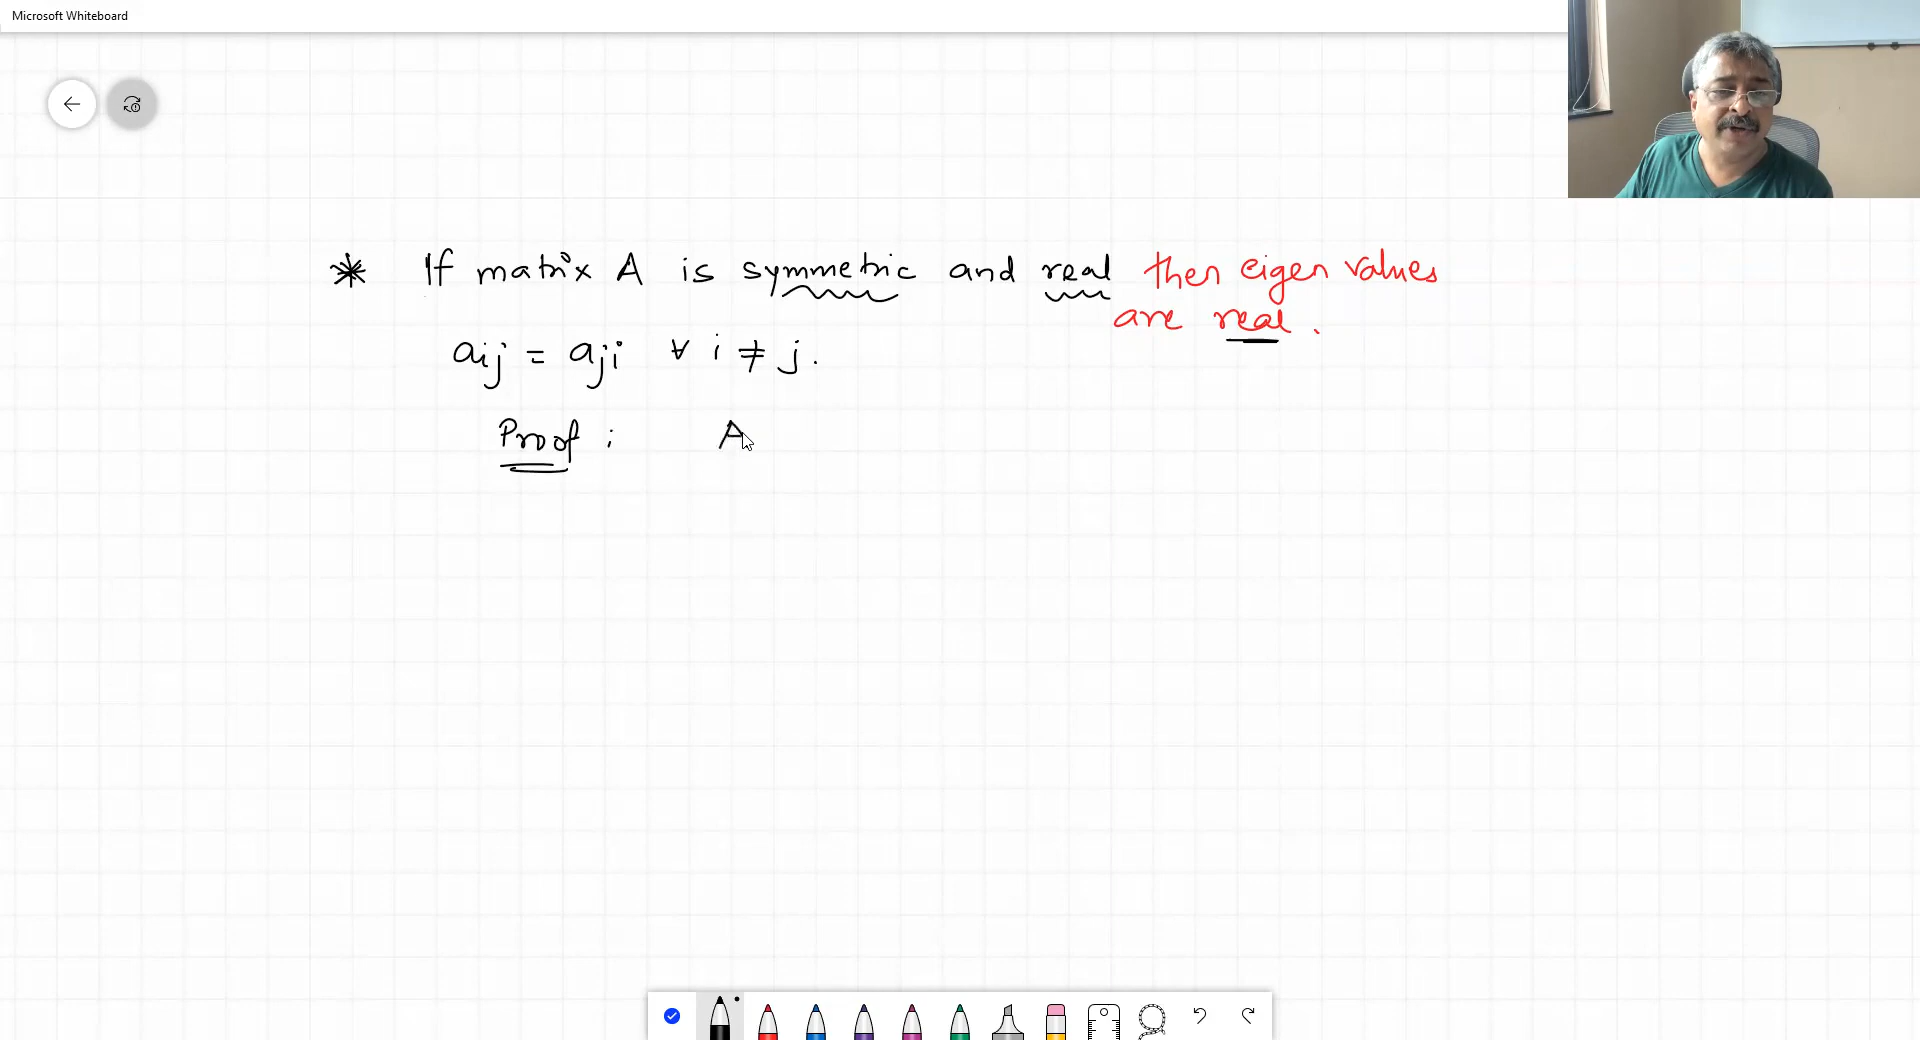 Microsoft Whiteboard
* If matrix A is symmetric and real then eigen values
are real.
aij = aji ∀ i ≠ j.
Proof : A